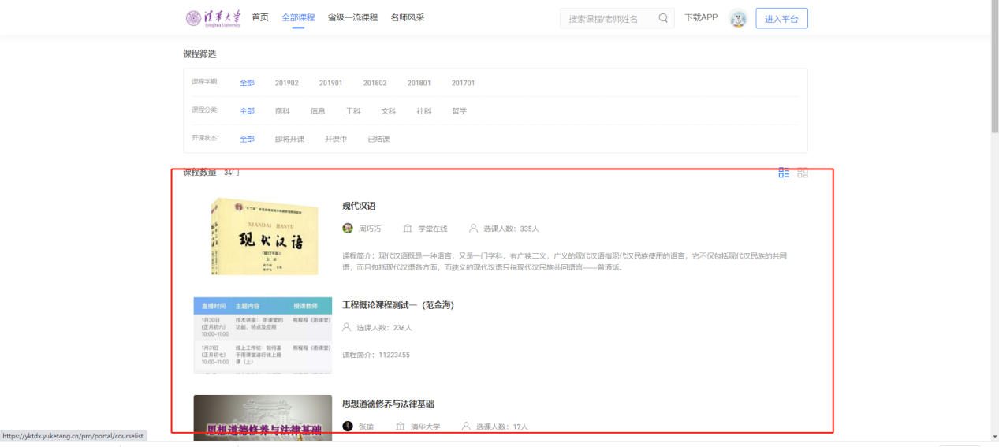 清华大学
Tsinghua University
首页 全部课程 省级一流课程 名师风采
搜索课程/老师姓名
下载APP
进入平台
课程筛选
课程学期: 全部 201902 201901 201802 201801 201701
课程分类: 全部 商科 信息 工科 文科 社科 哲学
开课状态: 全部 即将开课 开课中 已结课
课程数量 34门
XIANDAI HANYU
现代汉语
上册
现代汉语
周巧巧 学堂在线 选课人数：335人
课程简介：现代汉语既是一种语言，又是一门学科，有广狭二义，广义的现代汉语指现代汉民族使用的语言，它不仅包括现代汉民族的共同
语，而且包括现代汉语各方面，而狭义的现代汉语只指现代汉民族共同语言——普通话。
直播时间 主题内容 授课教师
1月30日
(正月初六)
10:00-11:00
技术讲座：雨课堂的
功能、特点及应用
熊程程（雨课堂）
1月31日
(正月初七)
10:00-11:00
线上工作坊：如何基
于雨课堂进行线上授
课（上）
熊程程（雨课堂）
工程概论课程测试一（范金海)
选课人数：236人
课程简介：11223455
思想道德修养与法律基础
思想道德修养与法律基础
张瑜 清华大学 选课人数：17人
https://yktdx.yuketang.cn/pro/portal/courselist